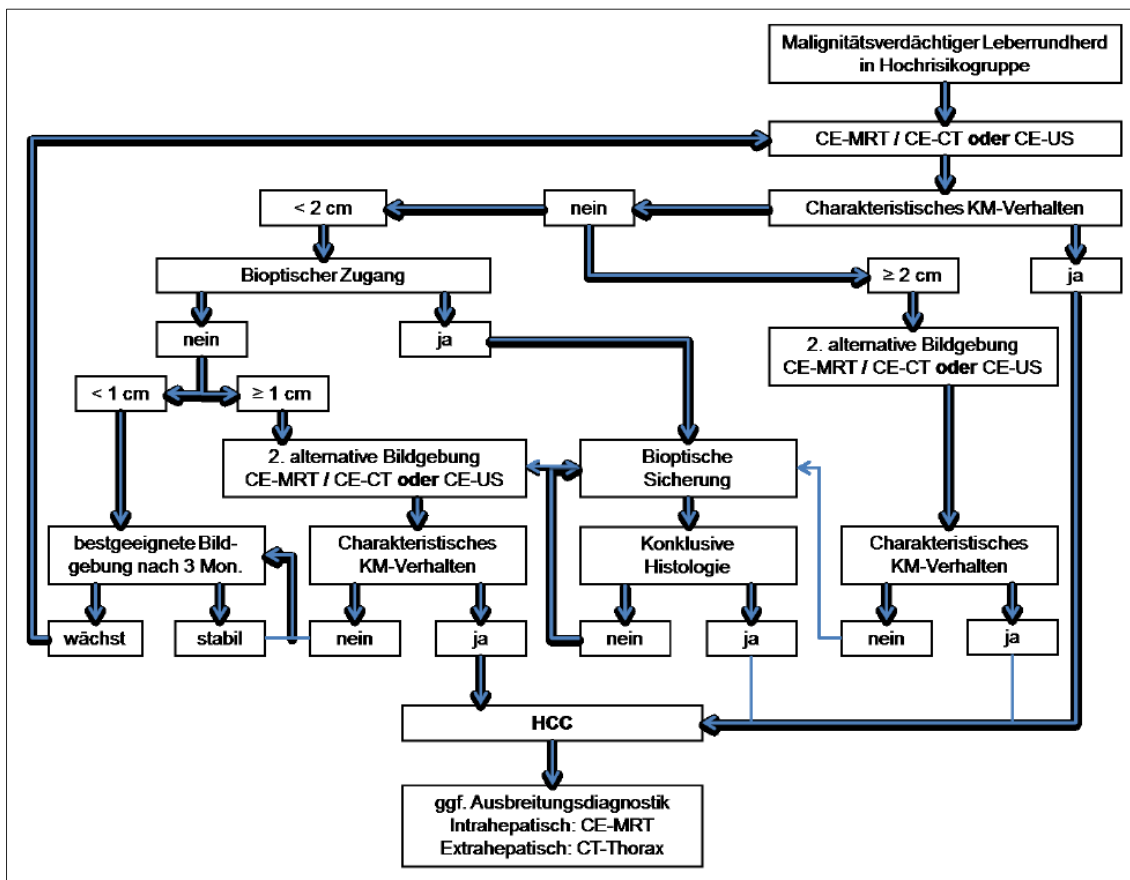 Malignitätsverdächtiger Leberrundherd
in Hochrisikogruppe
CE-MRT / CE-CT oder CE-US
< 2 cm
nein
Charakteristisches KM-Verhalten
Bioptischer Zugang
≥ 2 cm
ja
nein
ja
2. alternative Bildgebung
CE-MRT / CE-CT oder CE-US
< 1 cm
≥ 1 cm
2. alternative Bildgebung
CE-MRT / CE-CT oder CE-US
Bioptische
Sicherung
bestgeeignete Bild-
gebung nach 3 Mon.
Charakteristisches
KM-Verhalten
Konklusive
Histologie
Charakteristisches
KM-Verhalten
wächst
stabil
nein
ja
nein
ja
nein
ja
HCC
ggf. Ausbreitungsdiagnostik
Intrahepatisch: CE-MRT
Extrahepatisch: CT-Thorax